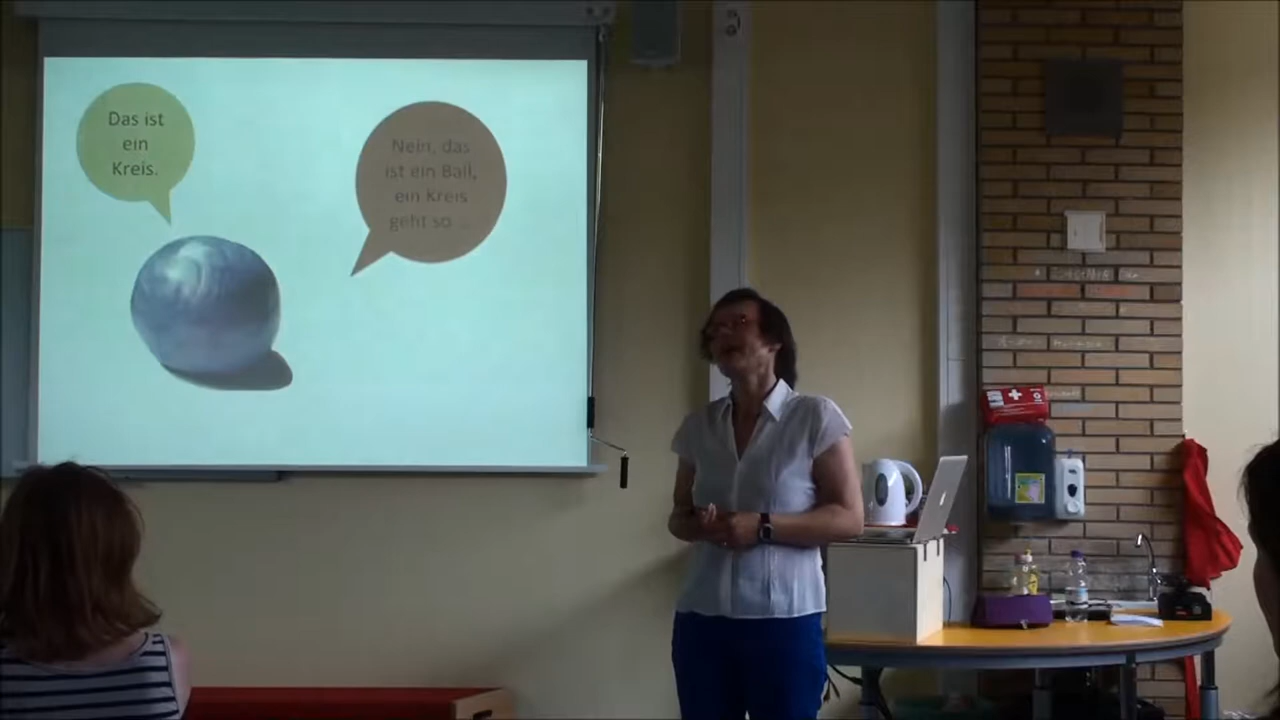 Das ist
ein
Kreis.
Nein, das
ist ein Ball,
ein Kreis
geht so ...